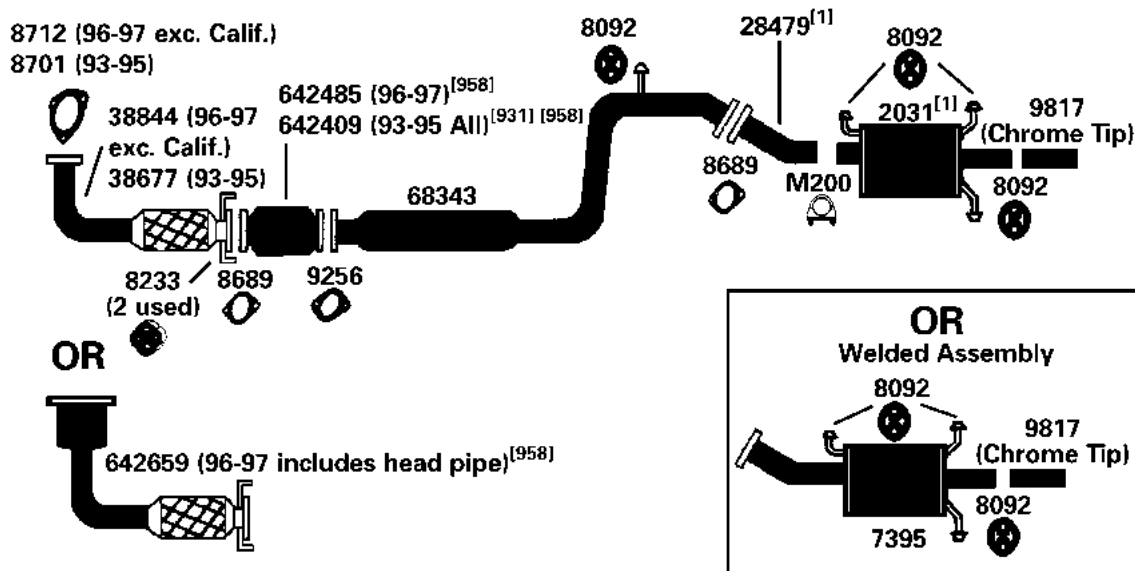 8712 (96-97 exc. Calif.)
8701 (93-95)
38844 (96-97
exc. Calif.)
38677 (93-95)
642485 (96-97)[958]
642409 (93-95 All)[931] [958]
8092
28479[1]
8092
2031[1]
9817
(Chrome Tip)
8689
M200
8092
68343
8233
(2 used)
8689
9256
OR
642659 (96-97 includes head pipe)[958]
OR
Welded Assembly
8092
9817
(Chrome Tip)
8092
7395